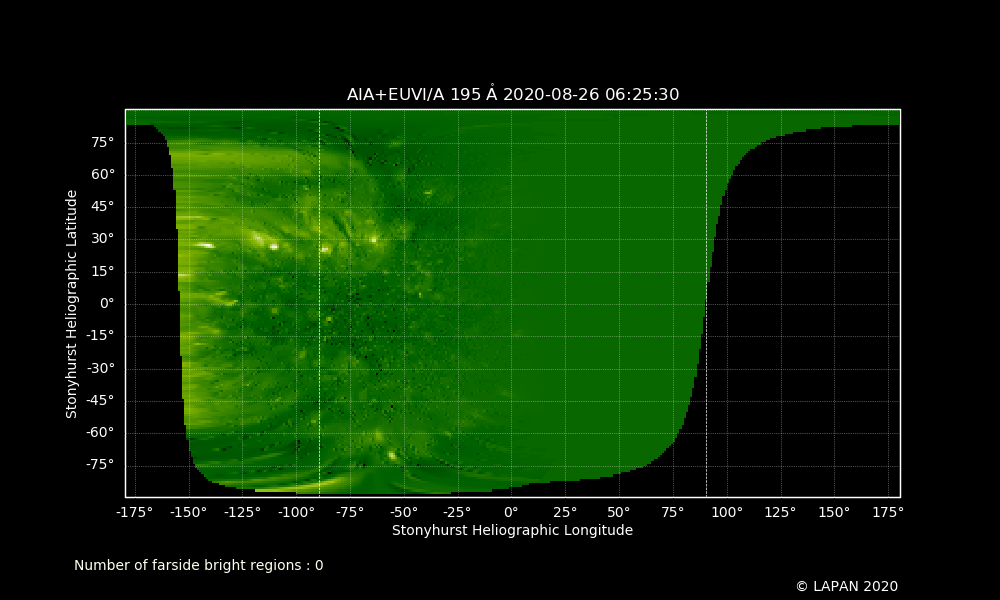 AIA+EUVI/A 195 Å 2020-08-26 06:25:30
75°
60°
45°
30°
15°
0°
-15°
-30°
-45°
-60°
-75°
Stonyhurst Heliographic Latitude
-175° -150° -125° -100° -75° -50° -25° 0° 25° 50° 75° 100° 125° 150° 175°
Stonyhurst Heliographic Longitude
Number of farside bright regions : 0
© LAPAN 2020